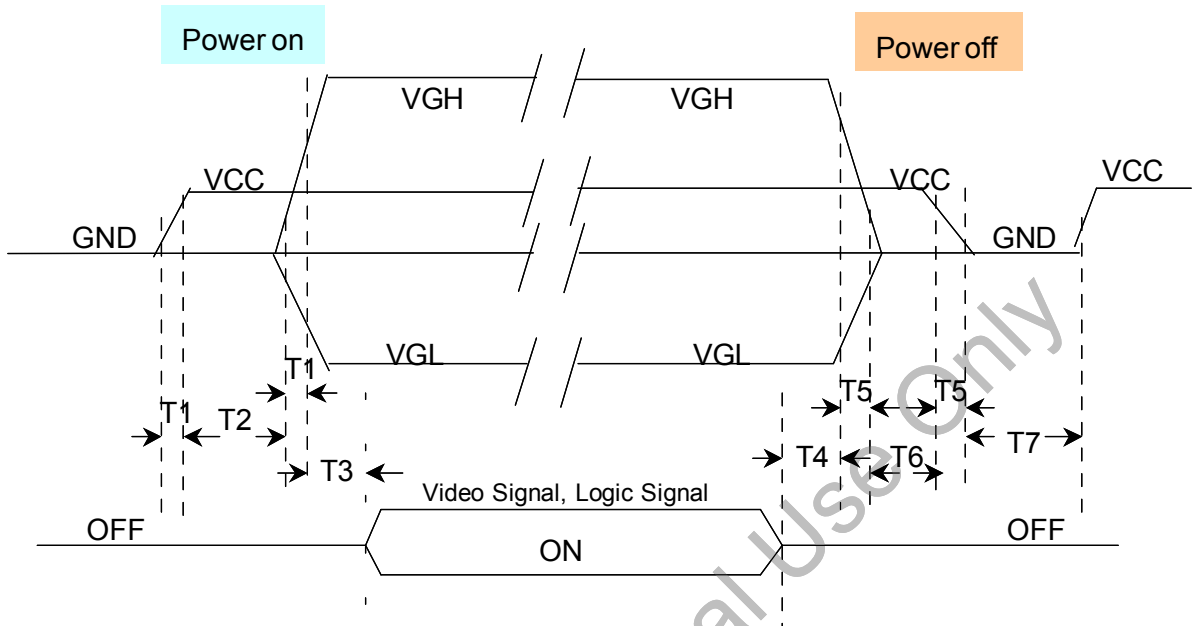 Power on
Power off
VGH
VGH
VCC
VCC
VCC
GND
GND
VGL
VGL
T1
T5
T5
T1
T2
T7
T3
T4
T6
Video Signal, Logic Signal
OFF
ON
OFF
al Use Only